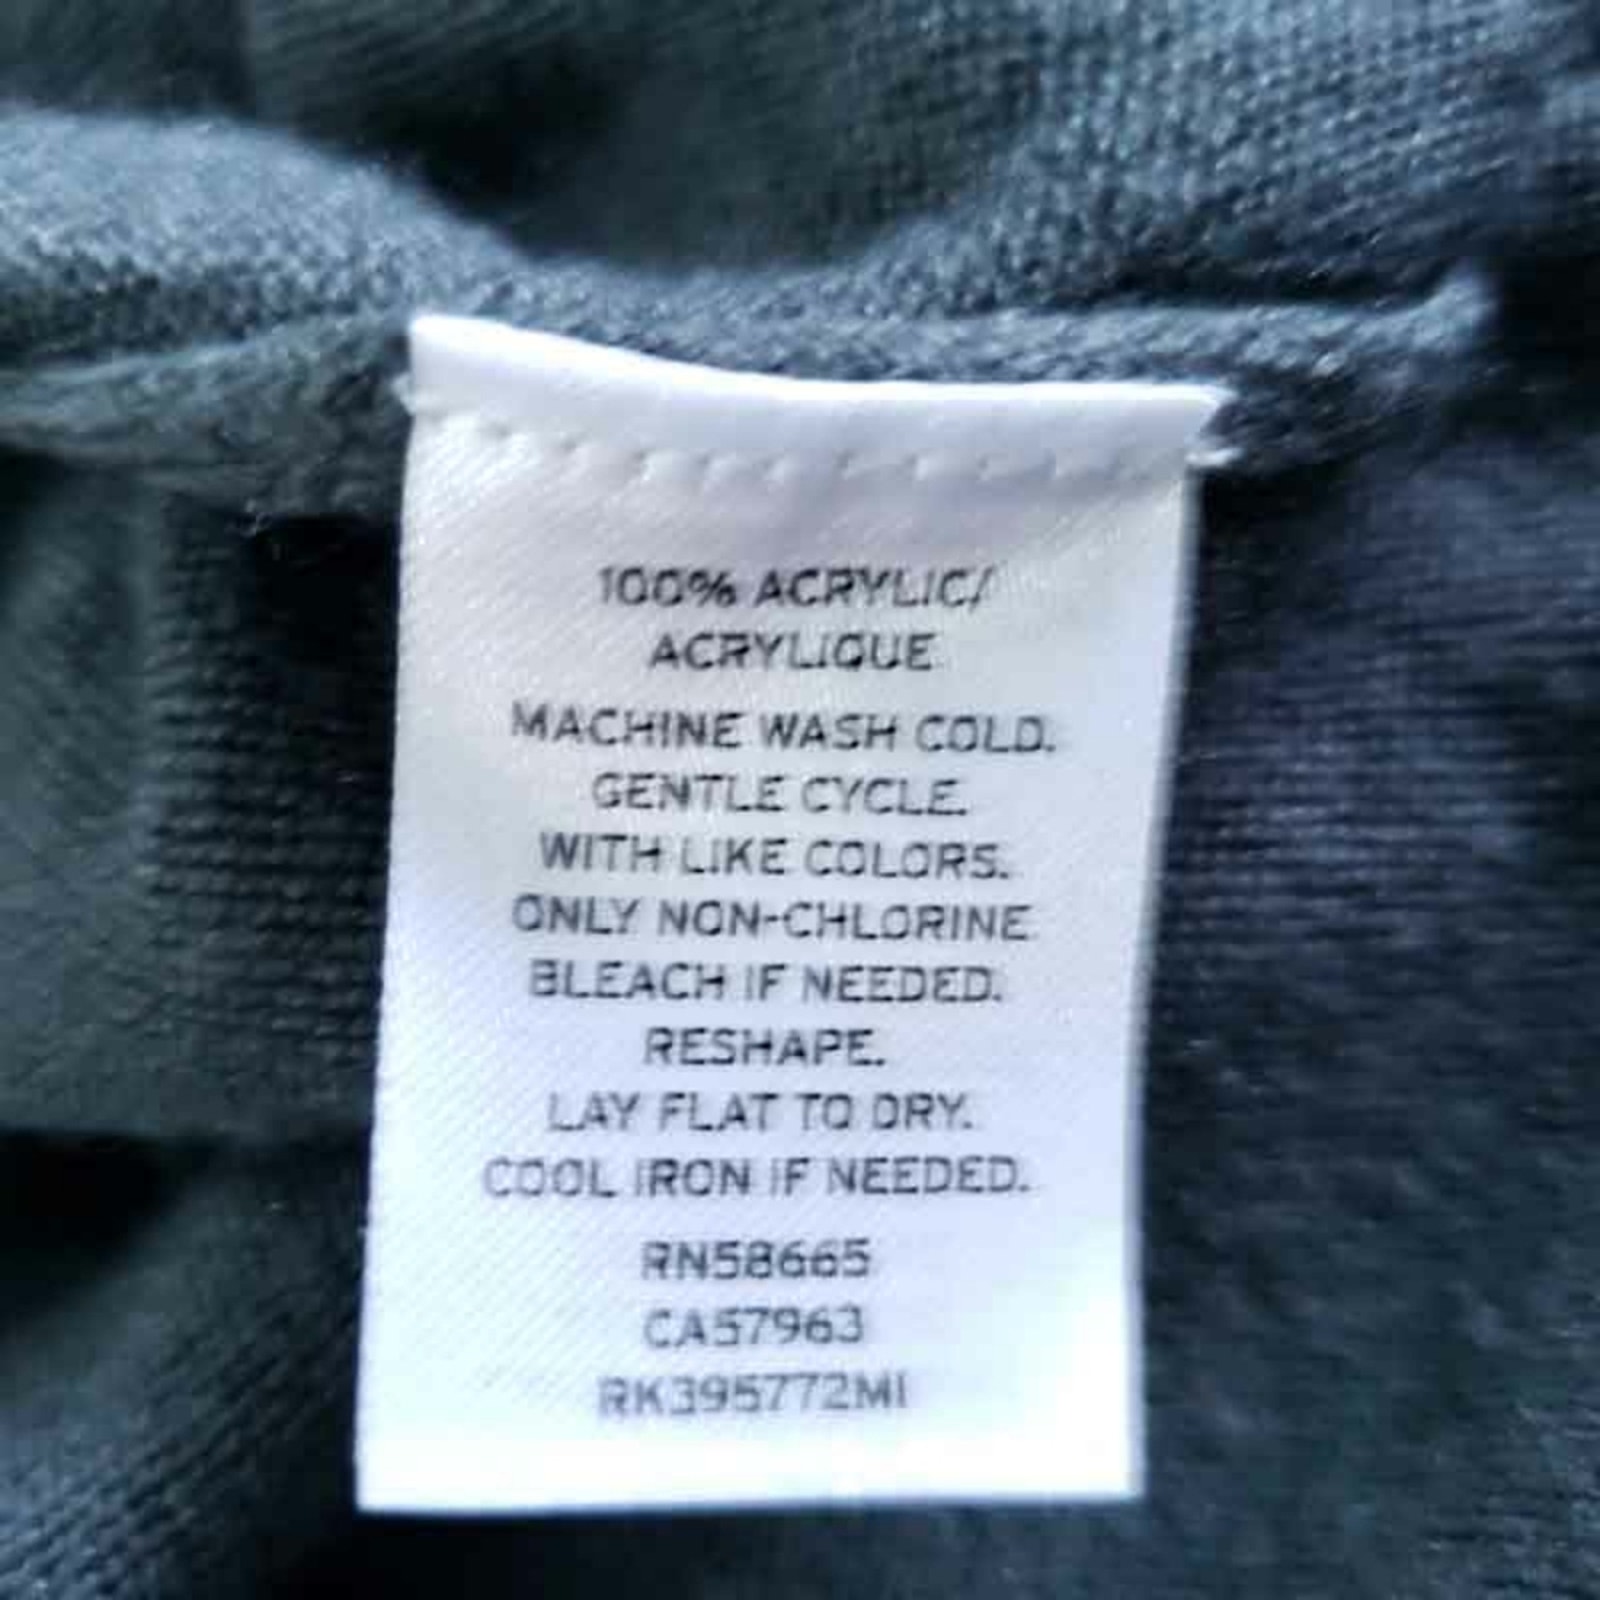 100% ACRYLIC/
ACRYLIQUE
MACHINE WASH COLD.
GENTLE CYCLE.
WITH LIKE COLORS.
ONLY NON-CHLORINE
BLEACH IF NEEDED.
RESHAPE.
LAY FLAT TO DRY.
COOL IRON IF NEEDED.
RN58665
CA57963
RK395772MI